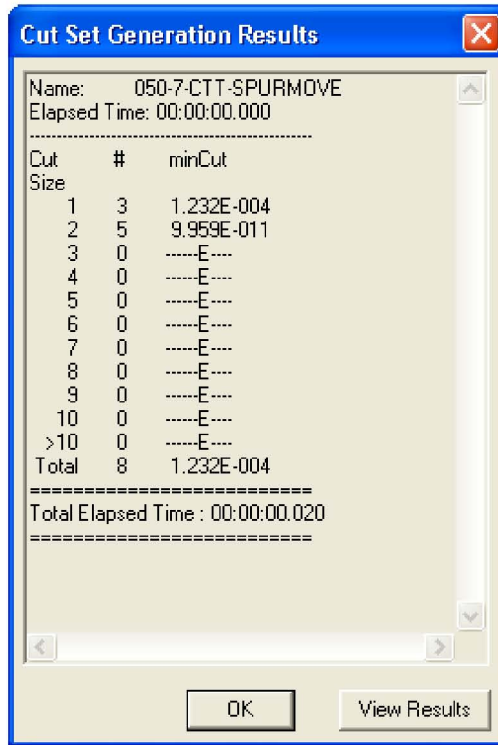 Cut Set Generation Results
Name: 050-7-CTT-SPURMOVE
Elapsed Time: 00:00:00.000
----------------------------------------------------
Cut # minCut
Size
1 3 1.232E-004
2 5 9.959E-011
3 0 ------E----
4 0 ------E----
5 0 ------E----
6 0 ------E----
7 0 ------E----
8 0 ------E----
9 0 ------E----
10 0 ------E----
>10 0 ------E----
Total 8 1.232E-004
==========================
Total Elapsed Time : 00:00:00.020
==========================
OK View Results